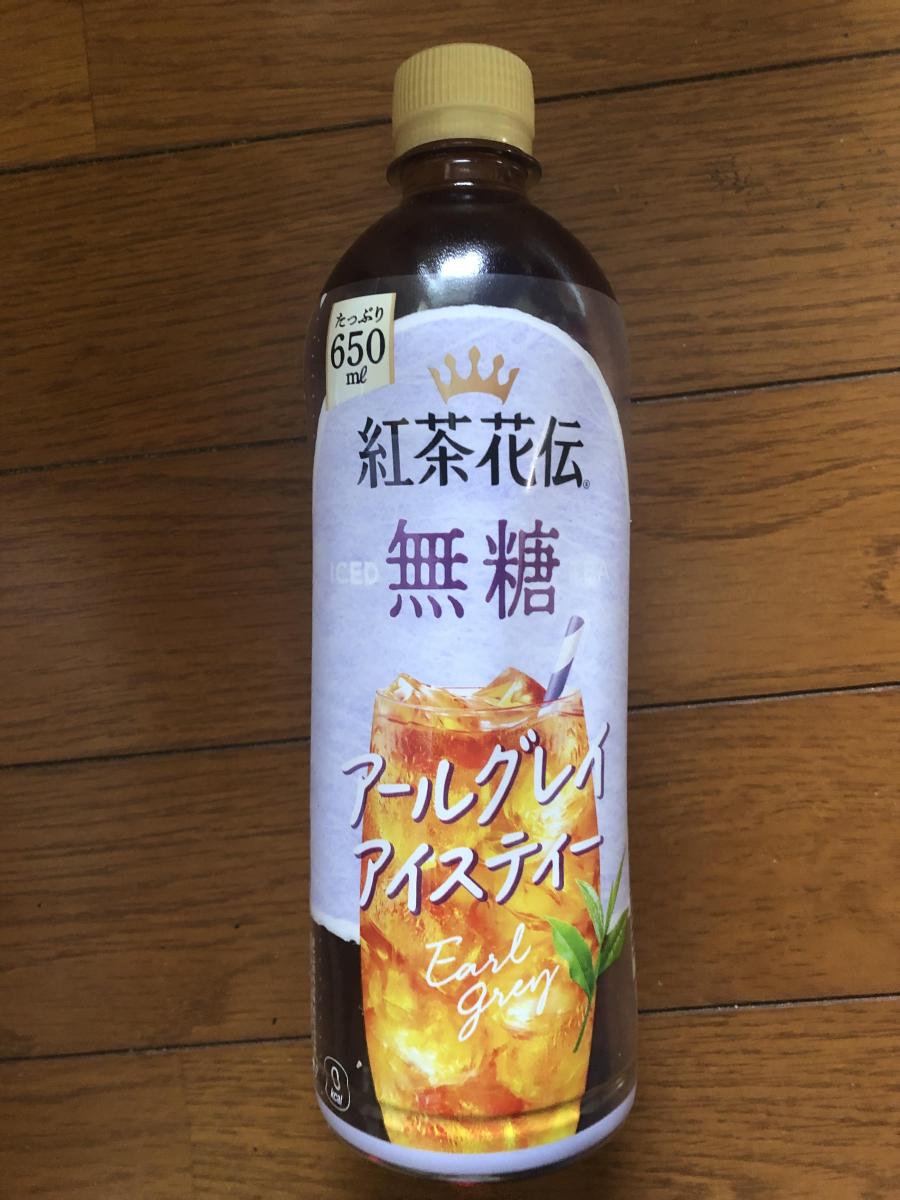 たっぷり
650
ml
紅茶花伝®
ICED 無糖 TEA
アールグレイ
アイスティー
Earl
grey
0
kcal